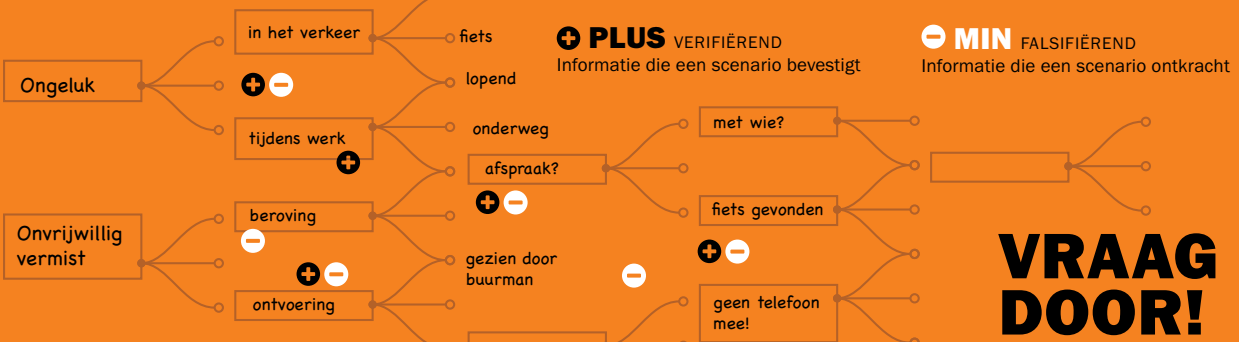 in het verkeer
fiets
PLUS VERIFIËREND
Informatie die een scenario bevestigt
MIN FALSIFIËREND
Informatie die een scenario ontkracht
Ongeluk
lopend
tijdens werk
onderweg
met wie?
afspraak?
beroving
fiets gevonden
Onvrijwillig
vermist
gezien door
buurman
ontvoering
geen telefoon
mee!
VRAAG
DOOR!